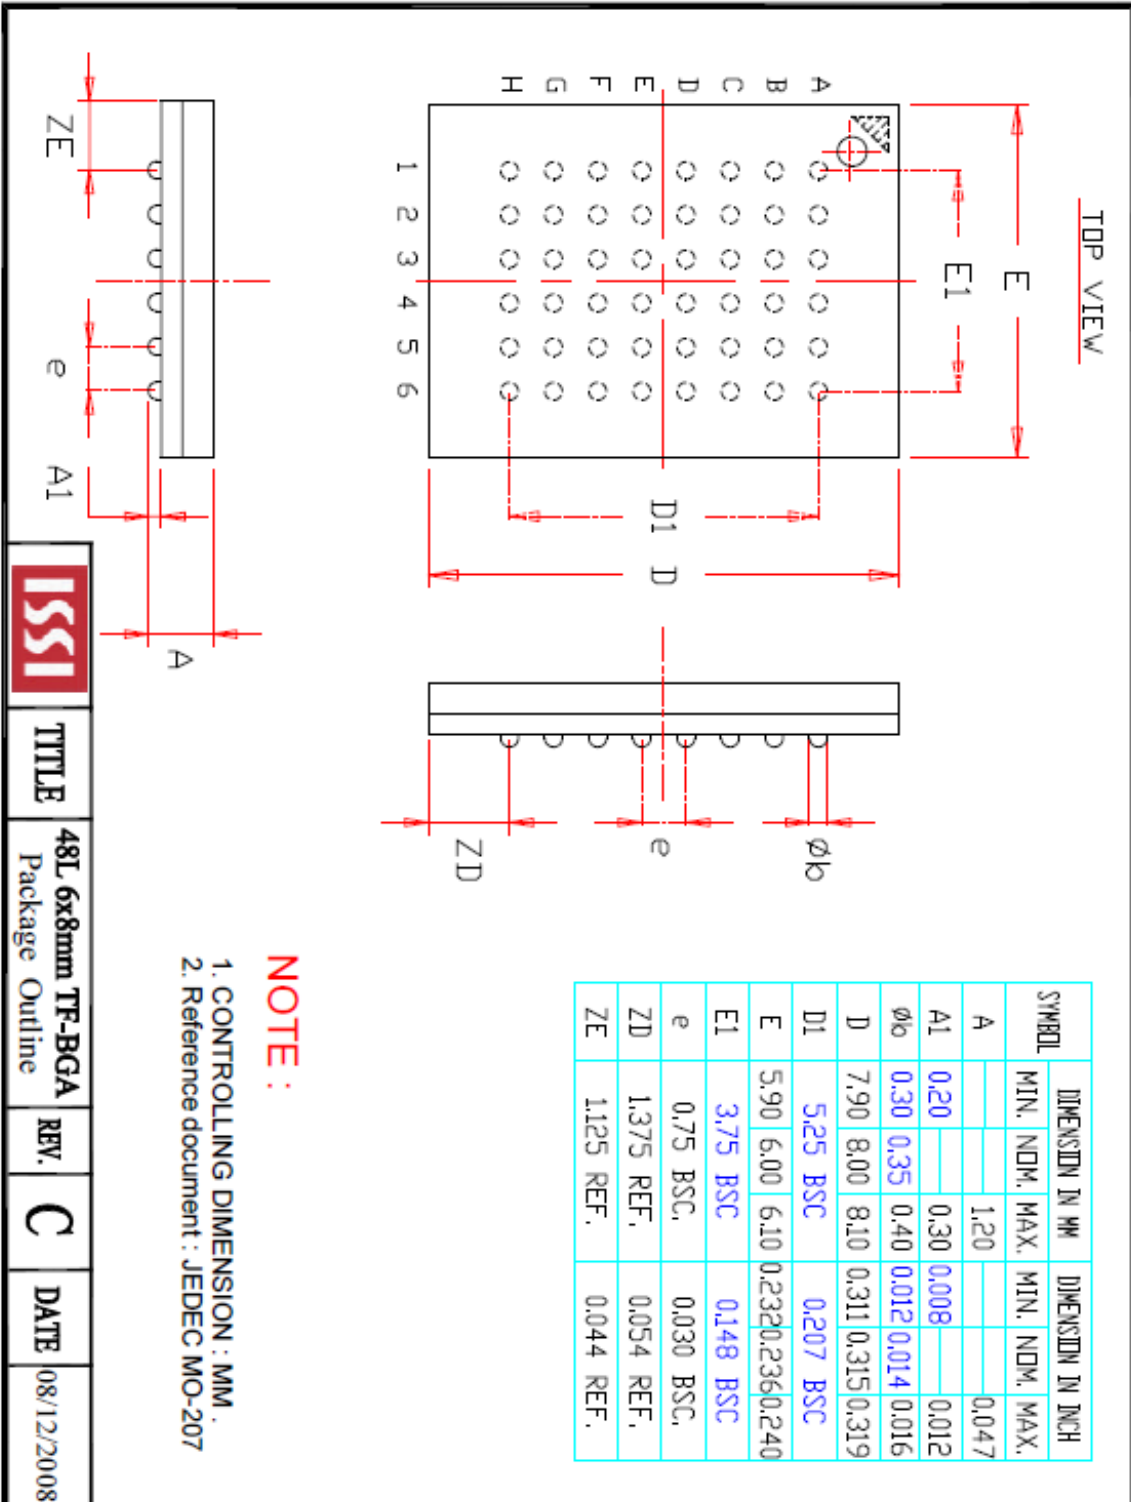 TOP VIEW
E
E1
A B C D E F G H
1 2 3 4 5 6
D1
D
ZE
e
A1
A
Øb
e
ZD
SYMBOL DIMENSION IN MM DIMENSION IN INCH
MIN. NOM. MAX. MIN. NOM. MAX.
A 1.20 0.047
A1 0.20 0.30 0.008 0.012
Øb 0.30 0.35 0.40 0.012 0.014 0.016
D 7.90 8.00 8.10 0.311 0.315 0.319
D1 5.25 BSC 0.207 BSC
E 5.90 6.00 6.10 0.232 0.236 0.240
E1 3.75 BSC 0.148 BSC
e 0.75 BSC. 0.030 BSC.
ZD 1.375 REF. 0.054 REF.
ZE 1.125 REF. 0.044 REF.
NOTE :
1. CONTROLLING DIMENSION : MM .
2. Reference document : JEDEC MO-207
ISSI
TITLE
48L 6x8mm TF-BGA
Package Outline
REV.
C
DATE
08/12/2008